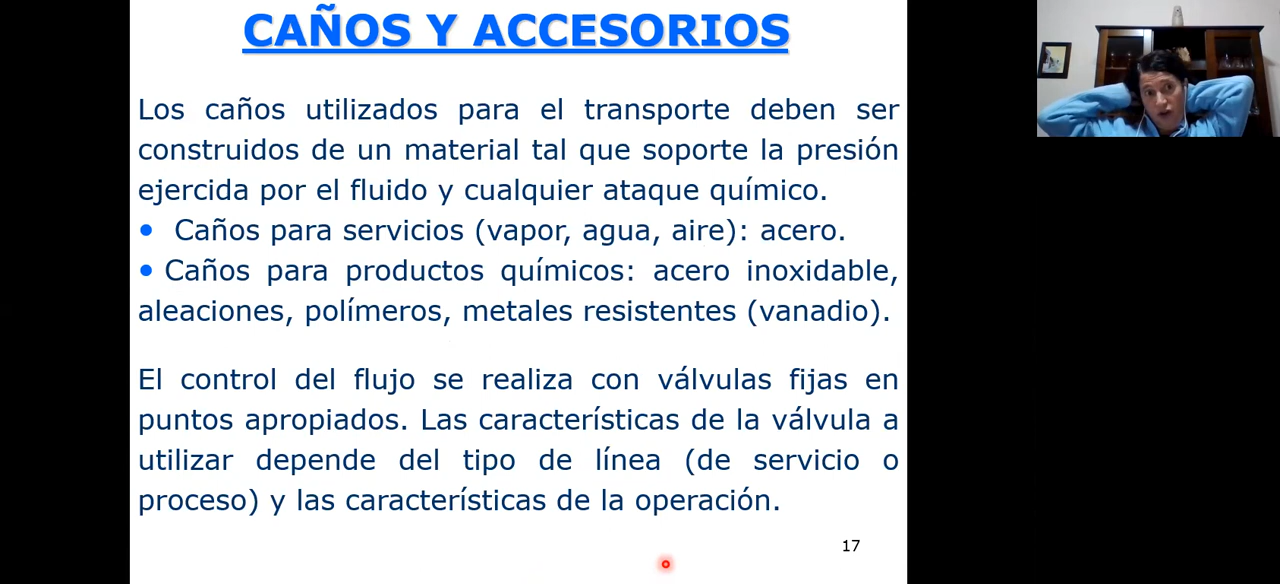 CAÑOS Y ACCESORIOS
Los caños utilizados para el transporte deben ser
construidos de un material tal que soporte la presión
ejercida por el fluido y cualquier ataque químico.
• Caños para servicios (vapor, agua, aire): acero.
• Caños para productos químicos: acero inoxidable,
aleaciones, polímeros, metales resistentes (vanadio).
El control del flujo se realiza con válvulas fijas en
puntos apropiados. Las características de la válvula a
utilizar depende del tipo de línea (de servicio o
proceso) y las características de la operación.
17